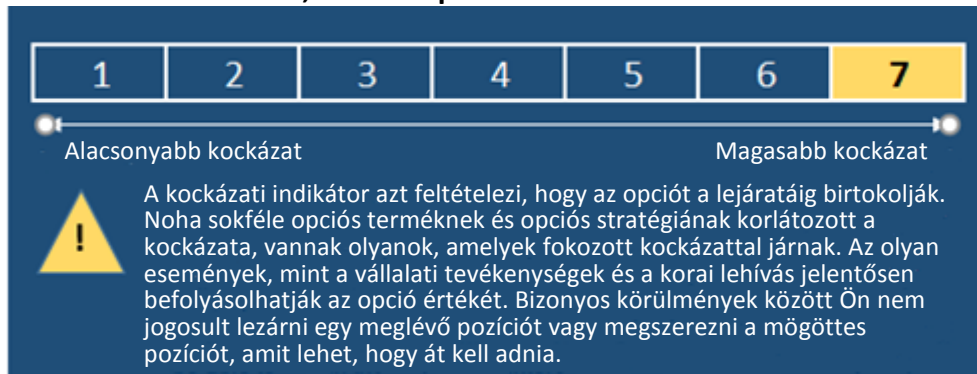 1 2 3 4 5 6 7
Alacsonyabb kockázat Magasabb kockázat
A kockázati indikátor azt feltételezi, hogy az opciót a lejáratáig birtokolják.
Noha sokféle opciós terméknek és opciós stratégiának korlátozott a
! kockázata, vannak olyanok, amelyek fokozott kockázattal járnak. Az olyan
események, mint a vállalati tevékenységek és a korai lehívás jelentősen
befolyásolhatják az opció értékét. Bizonyos körülmények között Ön nem
jogosult lezárni egy meglévő pozíciót vagy megszerezni a mögöttes
pozíciót, amit lehet, hogy át kell adnia.